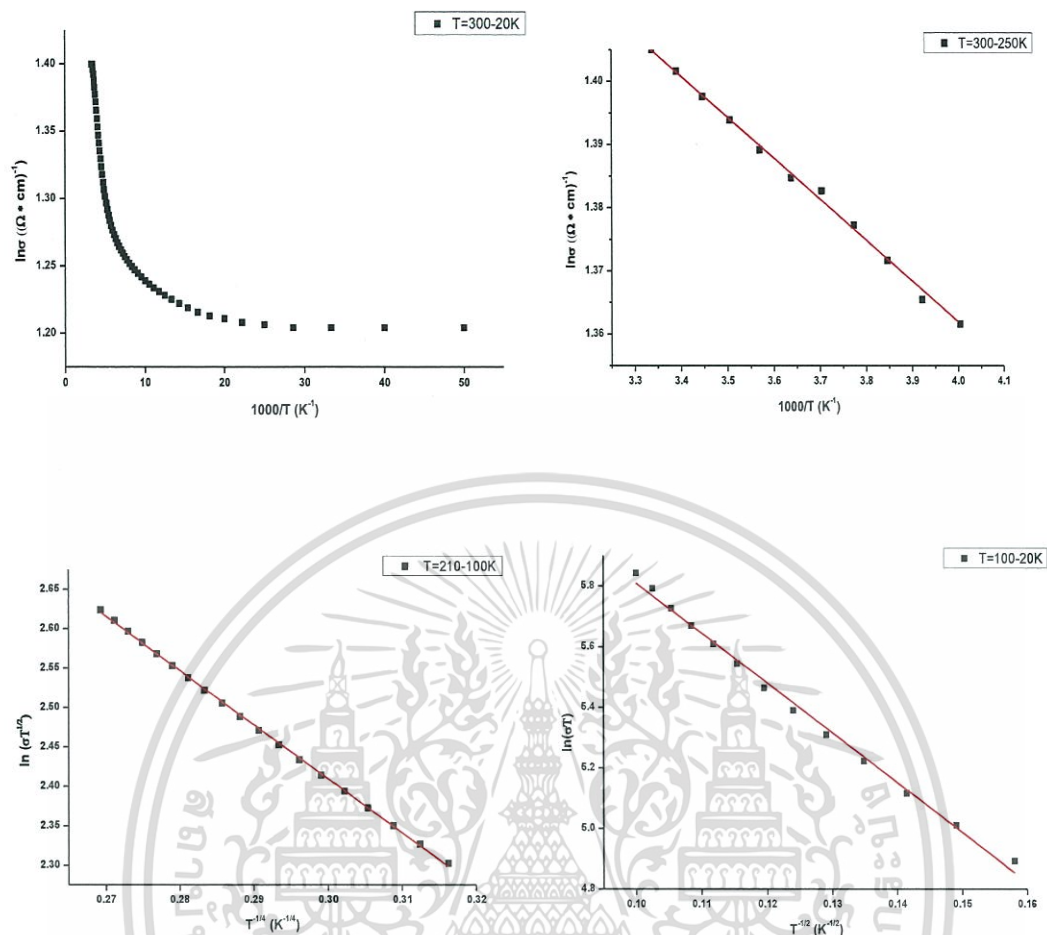 T=300-20K
lnσ ((Ω * cm)⁻¹
1.40
1.35
1.30
1.25
1.20
0 10 20 30 40 50
1000/T (K⁻¹)
T=300-250K
lnσ ((Ω * cm)⁻¹
1.40
1.39
1.38
1.37
1.36
3.3 3.4 3.5 3.6 3.7 3.8 3.9 4.0 4.1
1000/T (K⁻¹)
T=210-100K
ln (σT¹/²)
2.65
2.60
2.55
2.50
2.45
2.40
2.35
2.30
0.27 0.28 0.29 0.30 0.31 0.32
T⁻¹/⁴ (K⁻¹/⁴)
T=100-20K
ln(σT)
5.8
5.6
5.4
5.2
5.0
4.8
0.10 0.11 0.12 0.13 0.14 0.15 0.16
T⁻¹/² (K⁻¹/²)